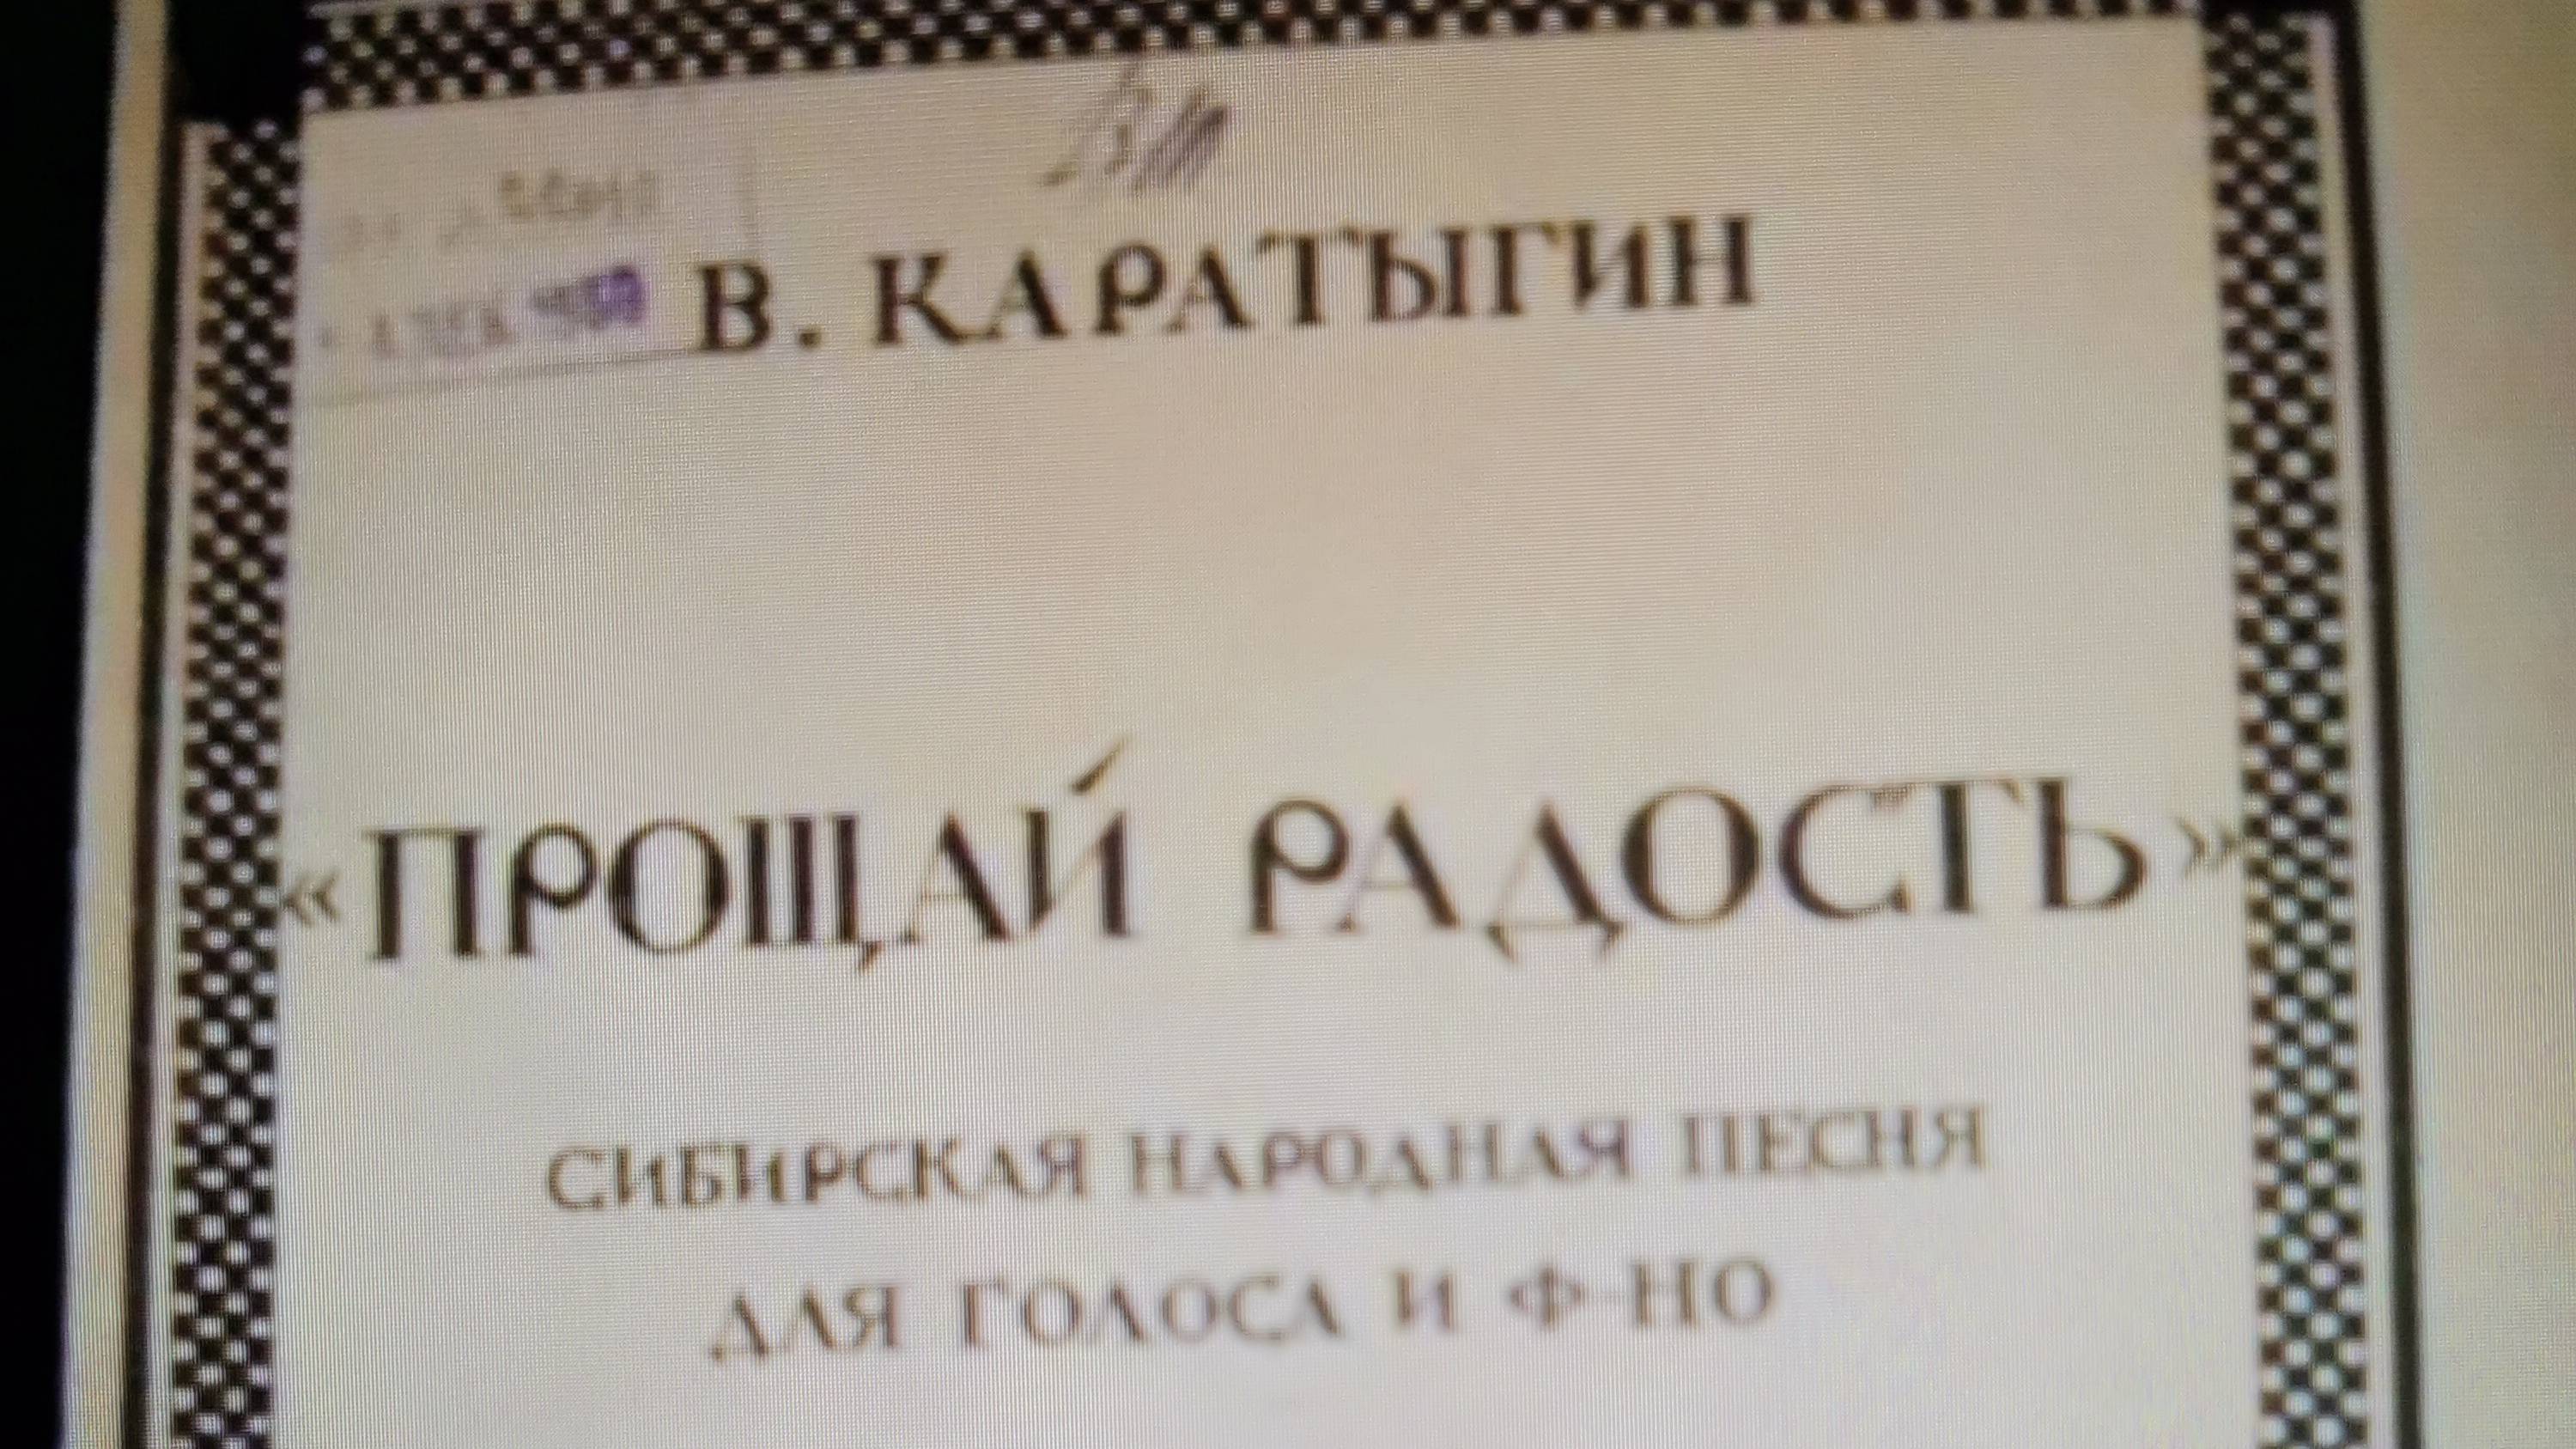 В. КАРАТЫГИН
«ПРОЩАЙ РАДОСТЬ»
СИБИРСКАЯ НАРОДНАЯ ПЕСНЯ
ДЛЯ ГОЛОСА И Ф-НО